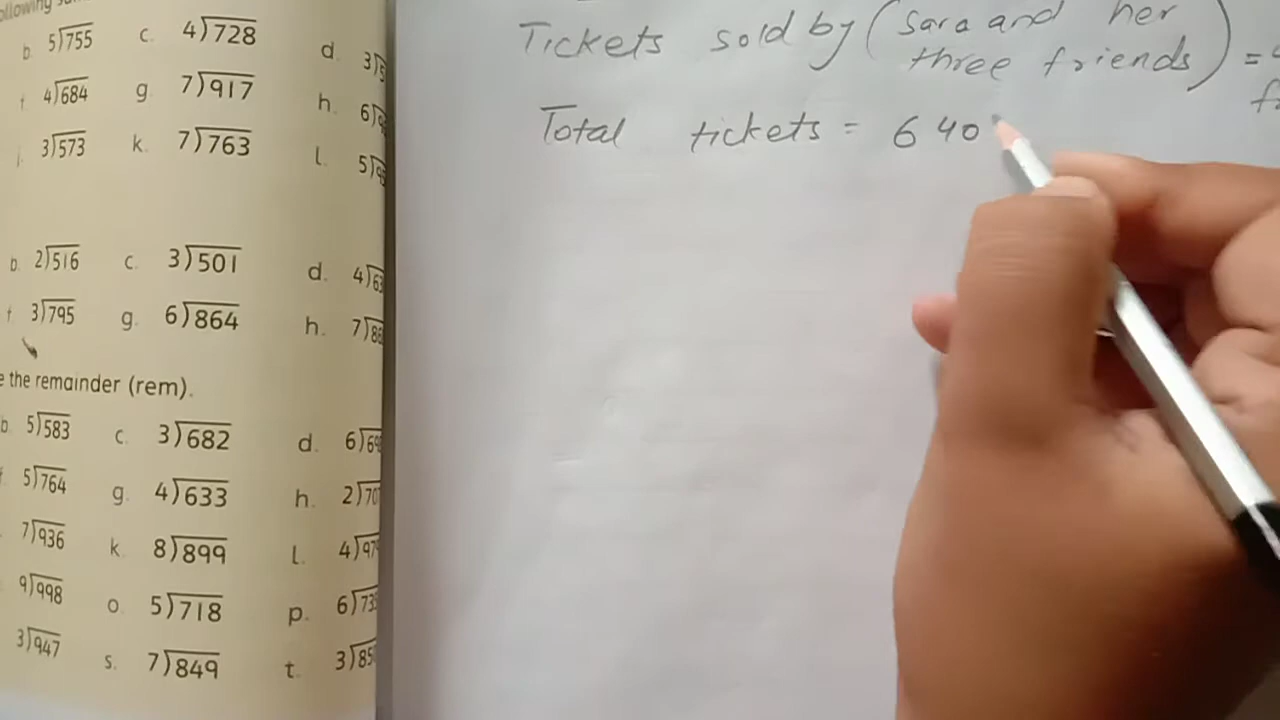 b. 5)755 c. 4)728 d.
4)684 g. 7)917 h.
3)573 k. 7)763 l.
b. 2)516 c. 3)501 d.
f. 3)795 g. 6)864 h.
the remainder (rem).
b. 5)583 c. 3)682 d.
5)764 g. 4)633 h.
7)936 k. 8)899 l.
9)998 o. 5)718 p.
3)947 s. 7)849 t.
Tickets sold by (Sara and her
three friends) =
Total tickets = 640